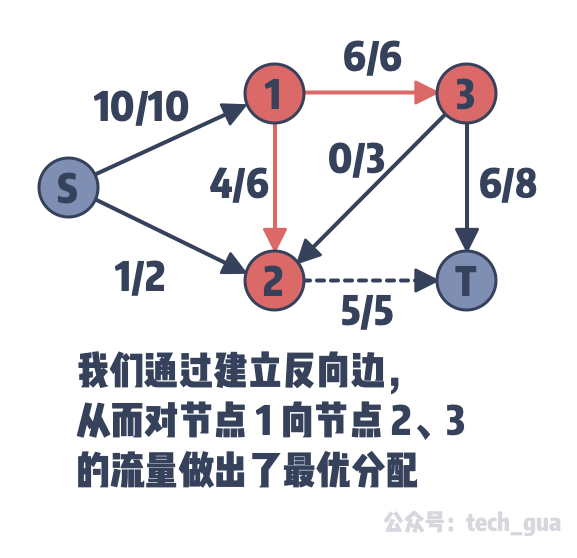 6/6
1
3
10/10
0/3
4/6
6/8
S
1/2
2
T
5/5
我们通过建立反向边，
从而对节点 1 向节点 2、3
的流量做出了最优分配
公众号：tech_gua